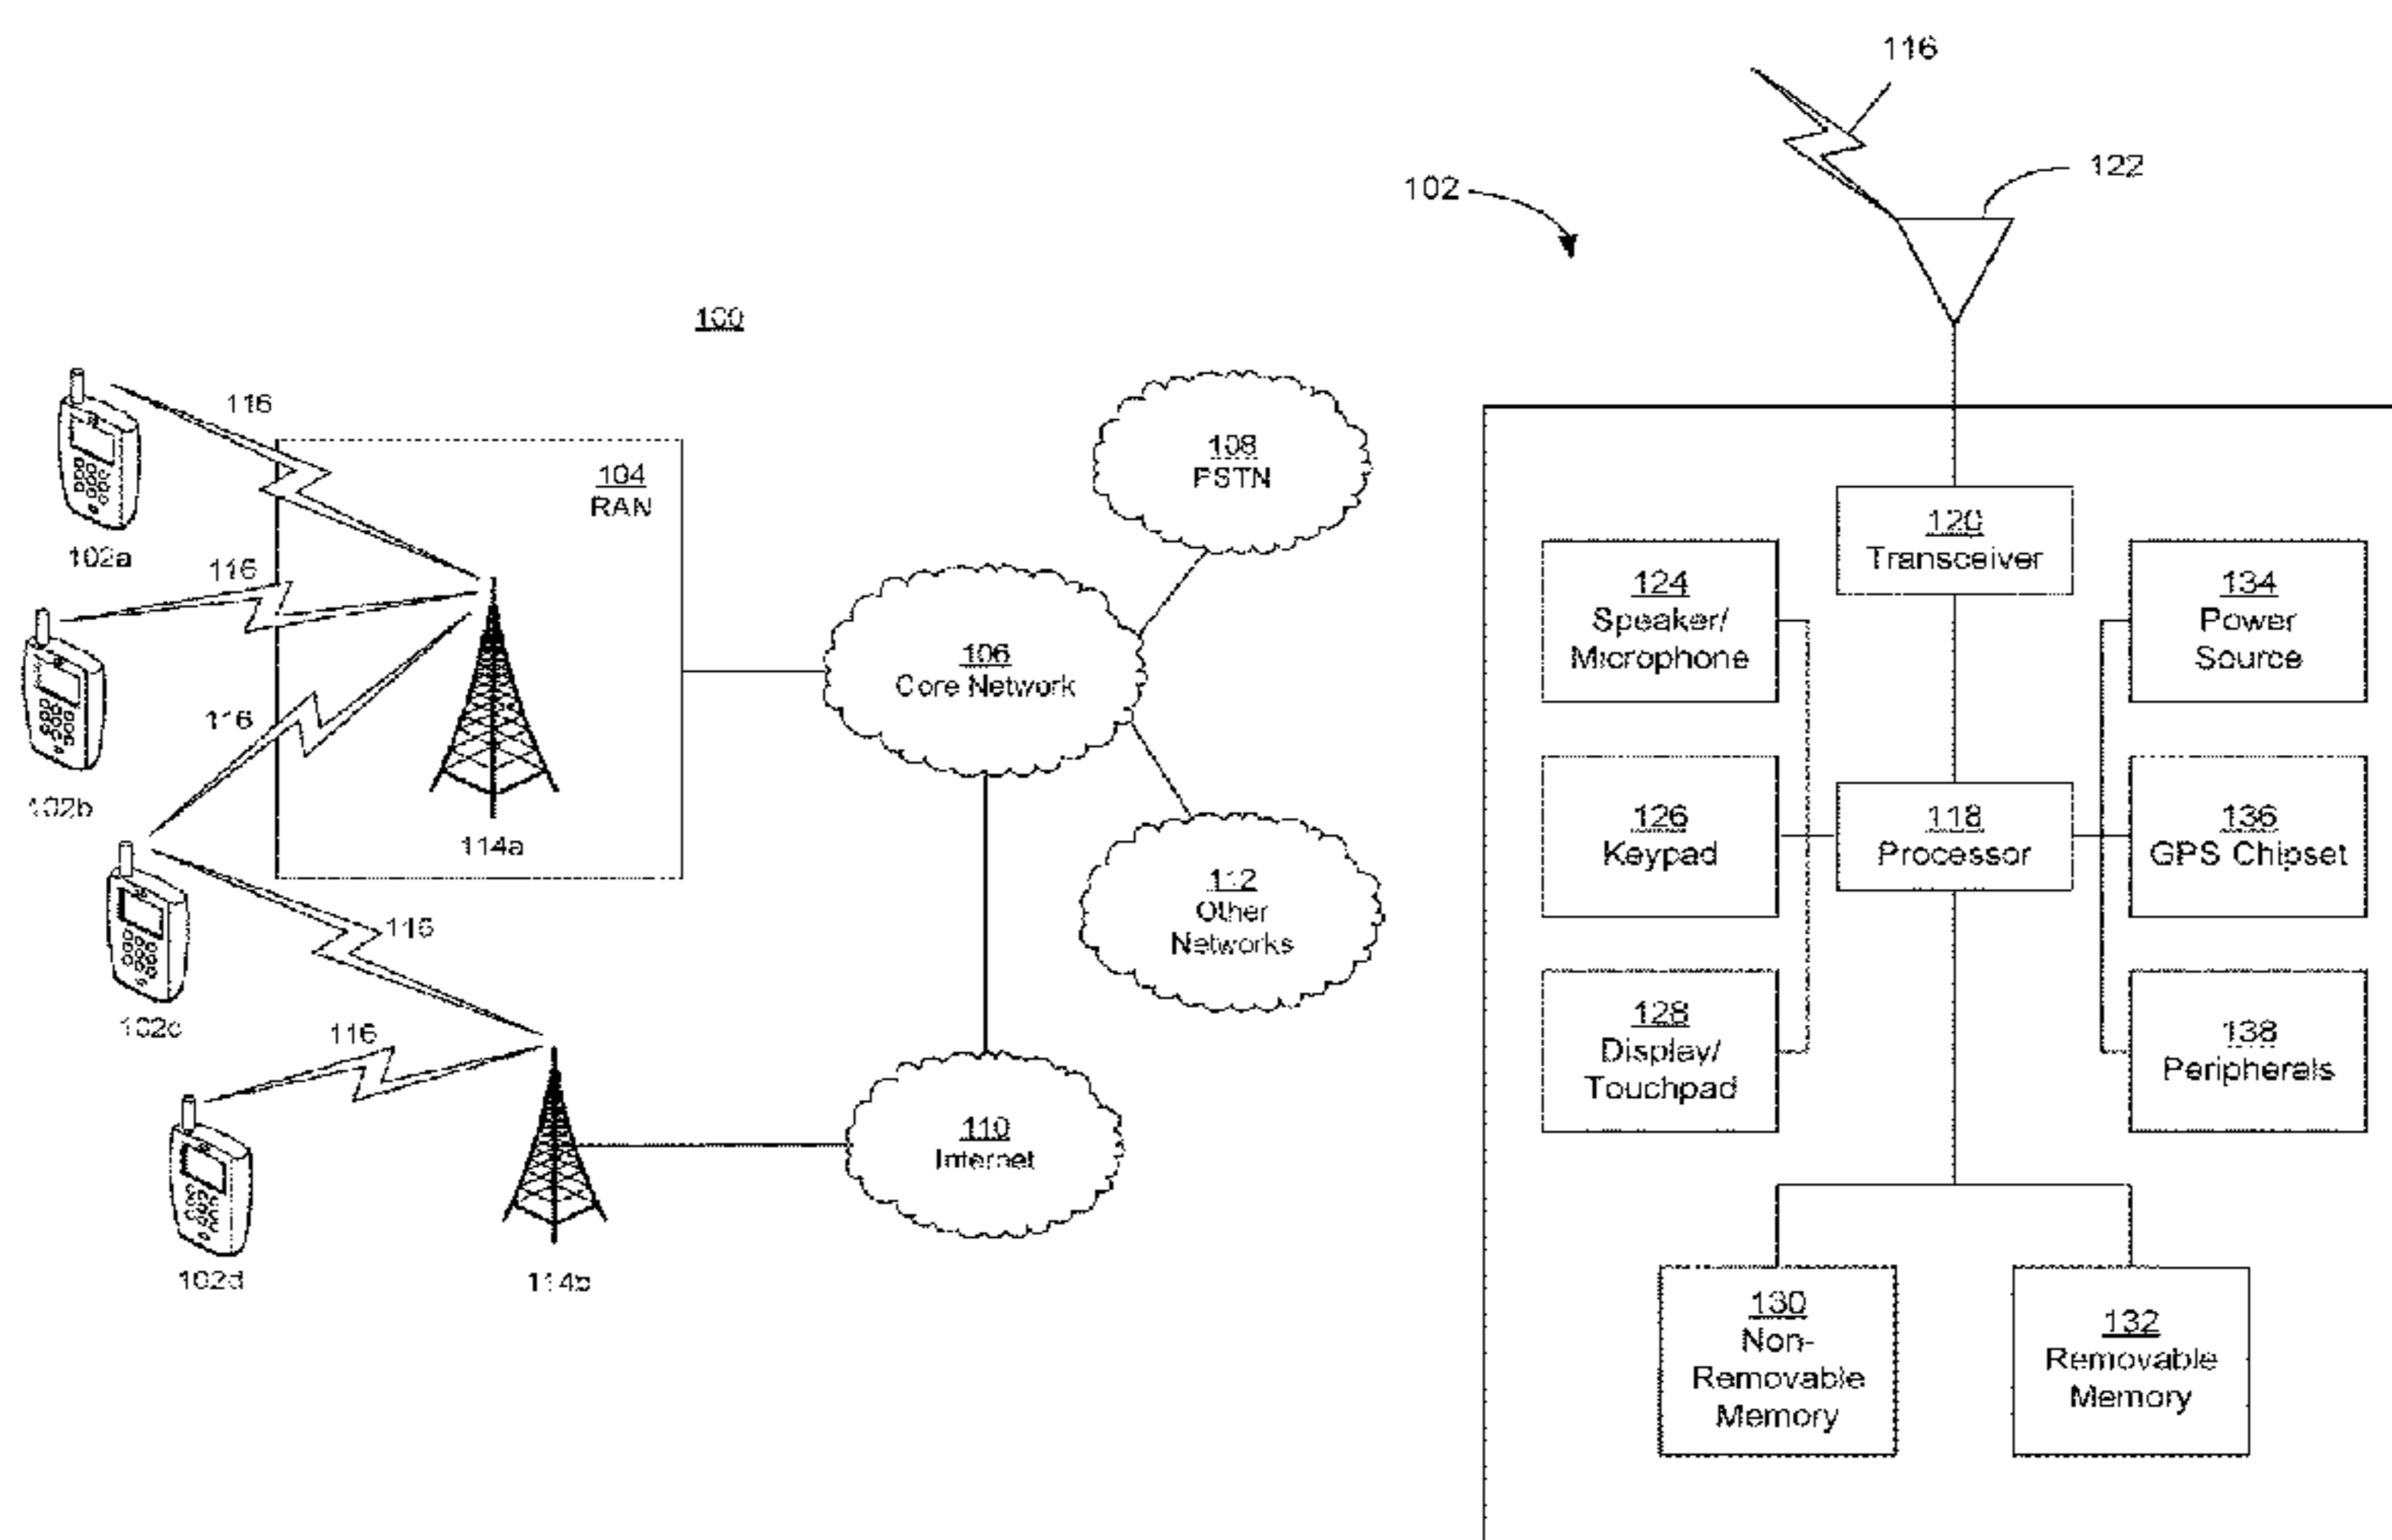 100
116
104
RAN
102a
116
102b
116
114a
102c
116
116
102d
114b
108
PSTN
106
Core Network
112
Other
Networks
110
Internet
116
122
102
120
Transceiver
124
Speaker/
Microphone
134
Power
Source
126
Keypad
118
Processor
136
GPS Chipset
128
Display/
Touchpad
138
Peripherals
130
Non-
Removable
Memory
132
Removable
Memory